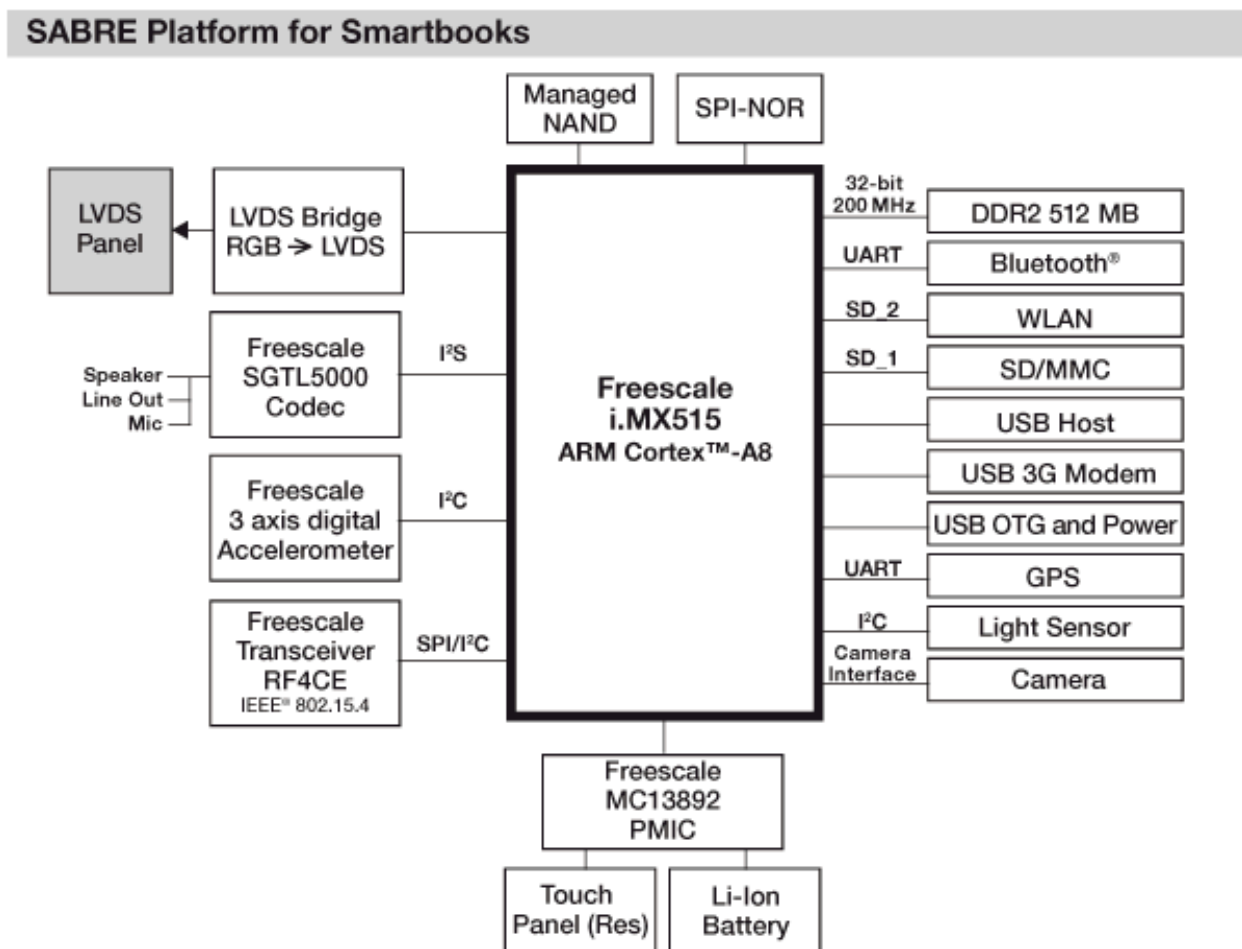 SABRE Platform for Smartbooks
Managed
NAND
SPI-NOR
LVDS
Panel
LVDS Bridge
RGB → LVDS
32-bit
200 MHz
DDR2 512 MB
UART
Bluetooth®
SD_2
WLAN
Freescale
SGTL5000
Codec
I²S
Speaker
Line Out
Mic
SD_1
SD/MMC
Freescale
i.MX515
ARM Cortex™-A8
USB Host
USB 3G Modem
Freescale
3 axis digital
Accelerometer
I²C
USB OTG and Power
UART
GPS
Freescale
Transceiver
RF4CE
IEEE® 802.15.4
SPI/I²C
I²C
Light Sensor
Camera
Interface
Camera
Freescale
MC13892
PMIC
Touch
Panel (Res)
Li-Ion
Battery